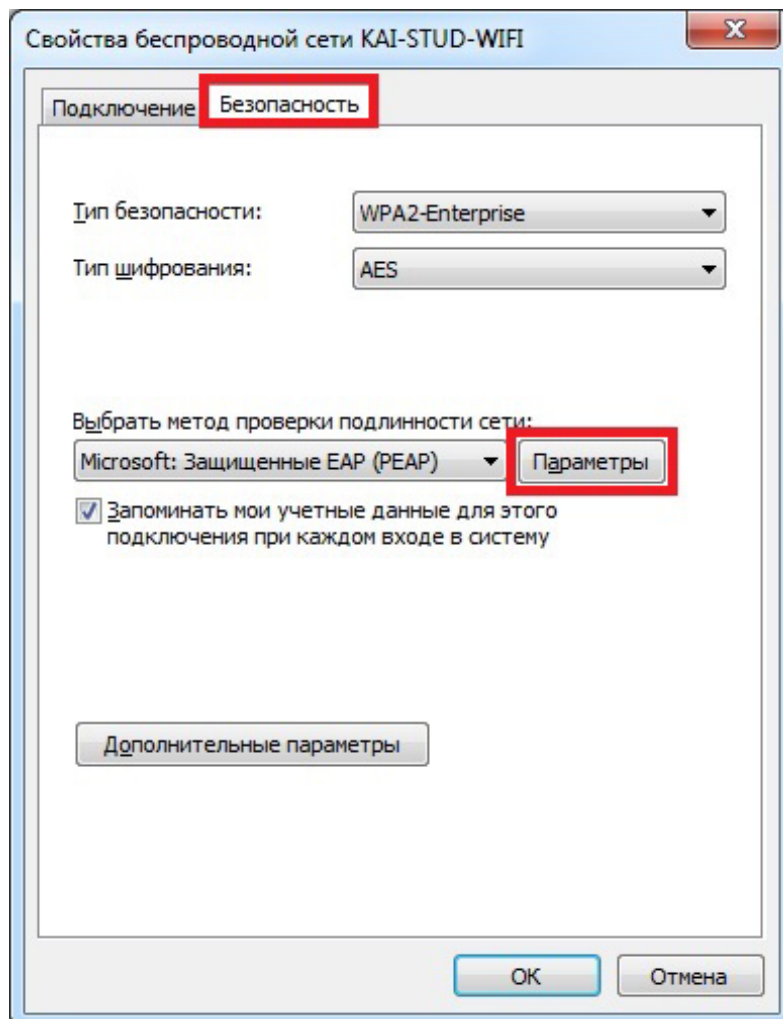 Свойства беспроводной сети KAI-STUD-WIFI
Подключение Безопасность
Тип безопасности: WPA2-Enterprise
Тип шифрования: AES
Выбрать метод проверки подлинности сети:
Microsoft: Защищенные EAP (PEAP) Параметры
Запоминать мои учетные данные для этого
подключения при каждом входе в систему
Дополнительные параметры
ОК Отмена